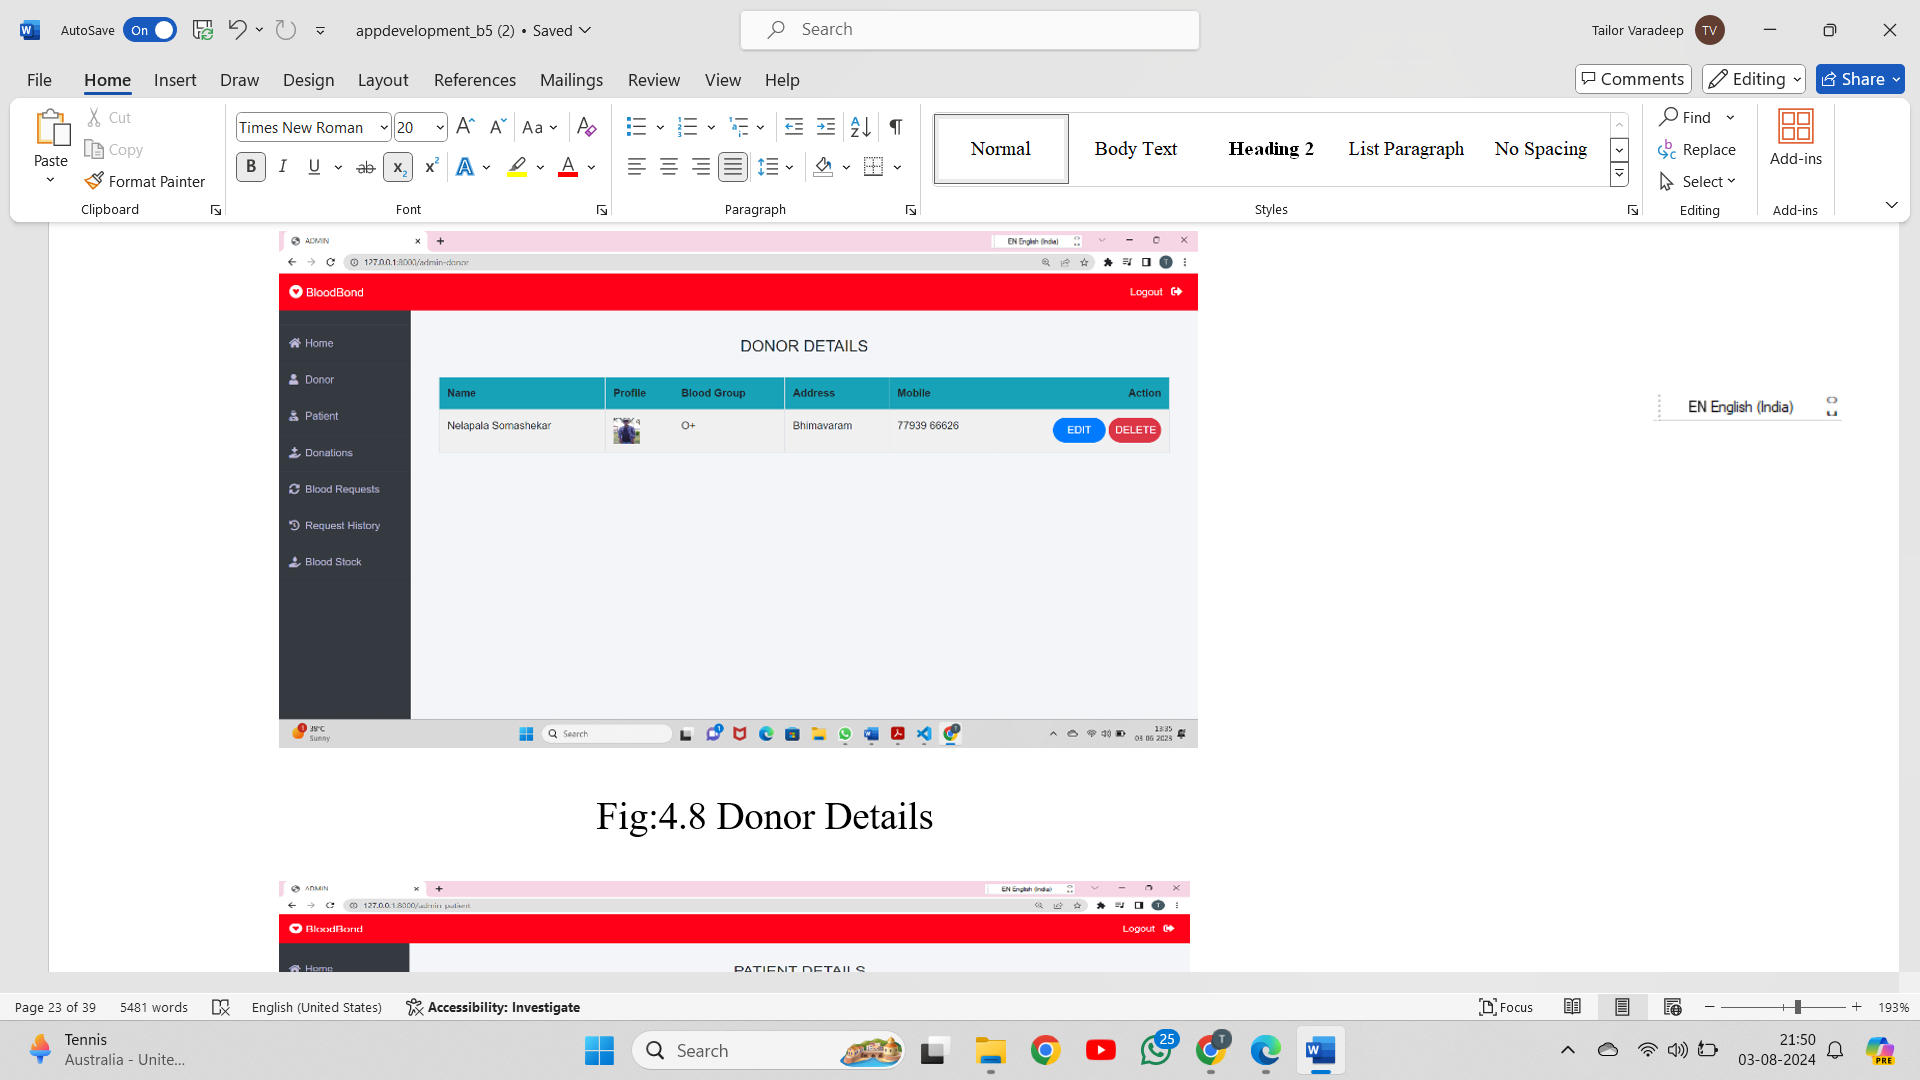 AutoSave On appdevelopment_b5 (2) • Saved Search Tailor Varadeep TV
File Home Insert Draw Design Layout References Mailings Review View Help Comments Editing Share
Paste Cut Copy Format Painter Clipboard
Times New Roman 20 Aa B I U ab x₂ x² A A Font
Paragraph
Normal Body Text Heading 2 List Paragraph No Spacing Styles
Find Replace Select Editing
Add-ins Add-ins
ADMIN EN English (India)
127.0.0.1:8000/admin-donor
BloodBond Logout
Home
Donor
Patient
Donations
Blood Requests
Request History
Blood Stock
DONOR DETAILS
Name Profile Blood Group Address Mobile Action
Nelapala Somashekar O+ Bhimavaram 77939 66626 EDIT DELETE
EN English (India)
Sunny Search 13:35
Fig:4.8 Donor Details
ADMIN EN English (India)
127.0.0.1:8000/admin-patient
BloodBond Logout
Home PATIENT DETAILS
Page 23 of 39 5481 words English (United States) Accessibility: Investigate Focus 193%
Tennis
Australia - Unite... Search 25 T 21:50
03-08-2024 PRE